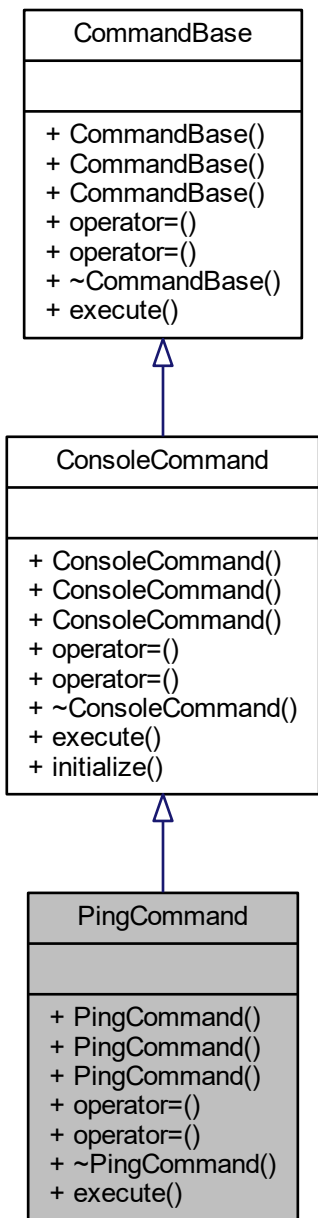 CommandBase
+ CommandBase()
+ CommandBase()
+ CommandBase()
+ operator=()
+ operator=()
+ ~CommandBase()
+ execute()
ConsoleCommand
+ ConsoleCommand()
+ ConsoleCommand()
+ ConsoleCommand()
+ operator=()
+ operator=()
+ ~ConsoleCommand()
+ execute()
+ initialize()
PingCommand
+ PingCommand()
+ PingCommand()
+ PingCommand()
+ operator=()
+ operator=()
+ ~PingCommand()
+ execute()